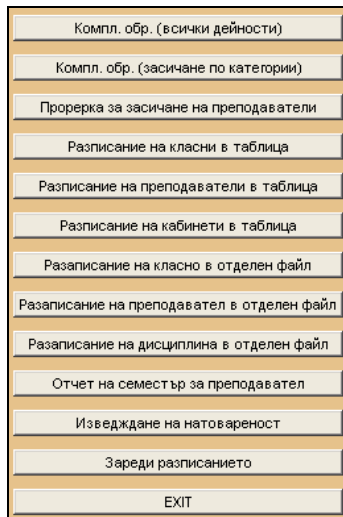 Компл. обр. (всички дейности)
Компл. обр. (засичане по категории)
Прорерка за засичане на преподаватели
Разписание на класни в таблица
Разписание на преподаватели в таблица
Разписание на кабинети в таблица
Разаписание на класно в отделен файл
Разаписание на преподавател в отделен файл
Разаписание на дисциплина в отделен файл
Отчет на семестър за преподавател
Изведждане на натовареност
Зареди разписанието
EXIT